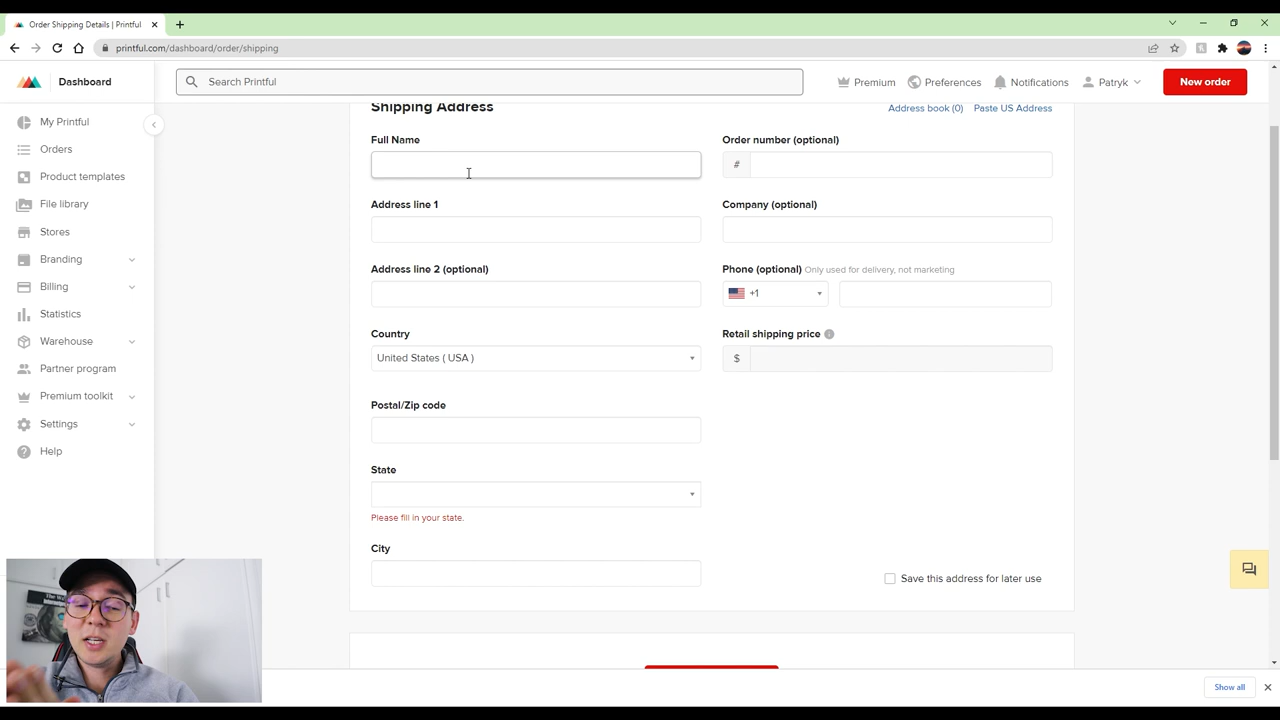 Order Shipping Details | Printful
printful.com/dashboard/order/shipping
Dashboard
Search Printful
Premium
Preferences
Notifications
Patryk
New order
My Printful
Orders
Product templates
File library
Stores
Branding
Billing
Statistics
Warehouse
Partner program
Premium toolkit
Settings
Help
Shipping Address
Address book (0)
Paste US Address
Full Name
Order number (optional)
#
Address line 1
Company (optional)
Address line 2 (optional)
Phone (optional) Only used for delivery, not marketing
+1
Country
Retail shipping price
United States ( USA )
$
Postal/Zip code
State
Please fill in your state.
City
Save this address for later use
Show all